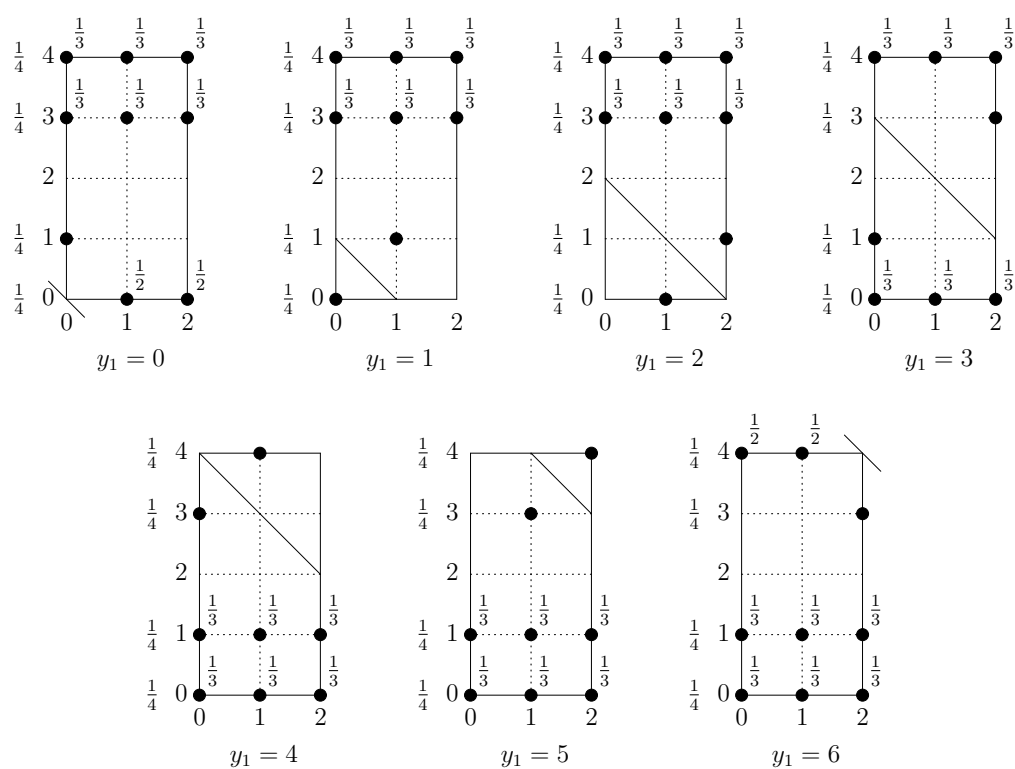 1/3 1/3 1/3 1/3 1/3 1/3 1/3 1/3 1/3 1/3 1/3 1/3
1/4 4 1/4 4 1/4 4 1/4 4
1/3 1/3 1/3 1/3 1/3 1/3 1/3 1/3 1/3
1/4 3 1/4 3 1/4 3 1/4 3
2 2 2 2
1/4 1 1/4 1 1/4 1 1/4 1
1/2 1/2 1/3 1/3 1/3
1/4 0 1/4 0 1/4 0 1/4 0
0 1 2 0 1 2 0 1 2 0 1 2
y₁ = 0 y₁ = 1 y₁ = 2 y₁ = 3
1/2 1/2
1/4 4 1/4 4 1/4 4
1/4 3 1/4 3 1/4 3
2 2 2
1/3 1/3 1/3 1/3 1/3 1/3 1/3 1/3 1/3
1/4 1 1/4 1 1/4 1
1/3 1/3 1/3 1/3 1/3 1/3 1/3 1/3 1/3
1/4 0 1/4 0 1/4 0
0 1 2 0 1 2 0 1 2
y₁ = 4 y₁ = 5 y₁ = 6